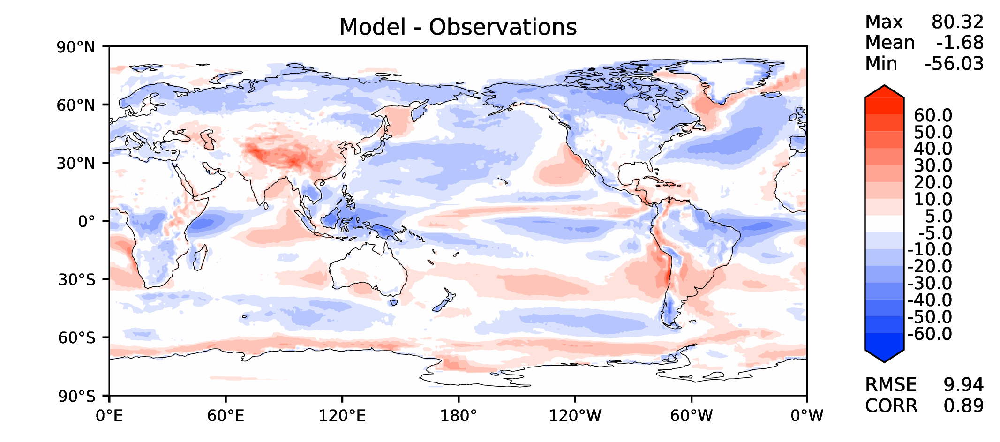 Model - Observations
Max 80.32
Mean -1.68
Min -56.03
90°N
60°N
30°N
0°
30°S
60°S
90°S
0°E
60°E
120°E
180°
120°W
60°W
0°W
60.0
50.0
40.0
30.0
20.0
10.0
5.0
-5.0
-10.0
-20.0
-30.0
-40.0
-50.0
-60.0
RMSE 9.94
CORR 0.89